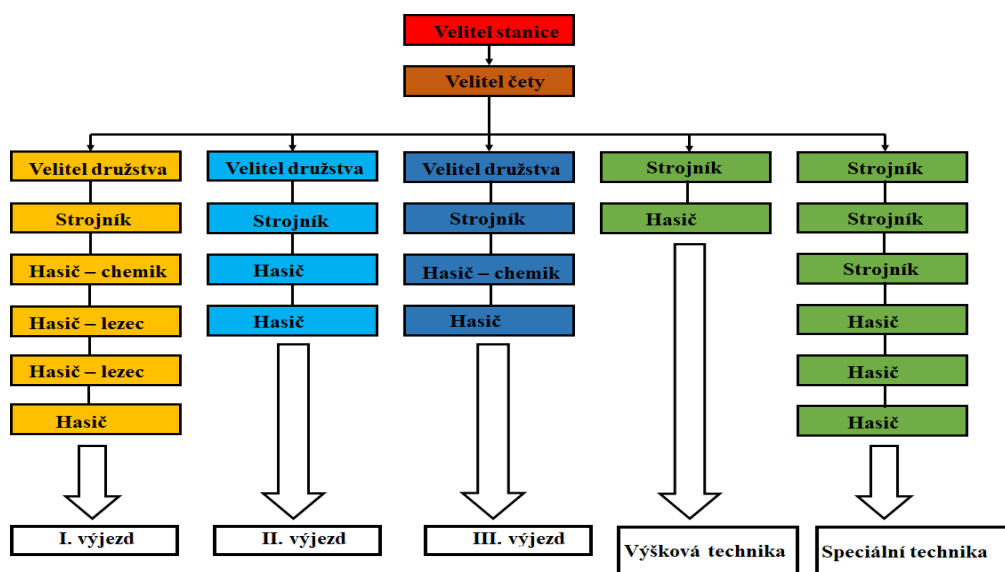 Velitel stanice
Velitel čety
Velitel družstva
Strojník
Hasič – chemik
Hasič – lezec
Hasič – lezec
Hasič
I. výjezd
Velitel družstva
Strojník
Hasič
Hasič
II. výjezd
Velitel družstva
Strojník
Hasič – chemik
Hasič
III. výjezd
Strojník
Hasič
Výšková technika
Strojník
Strojník
Strojník
Hasič
Hasič
Hasič
Speciální technika